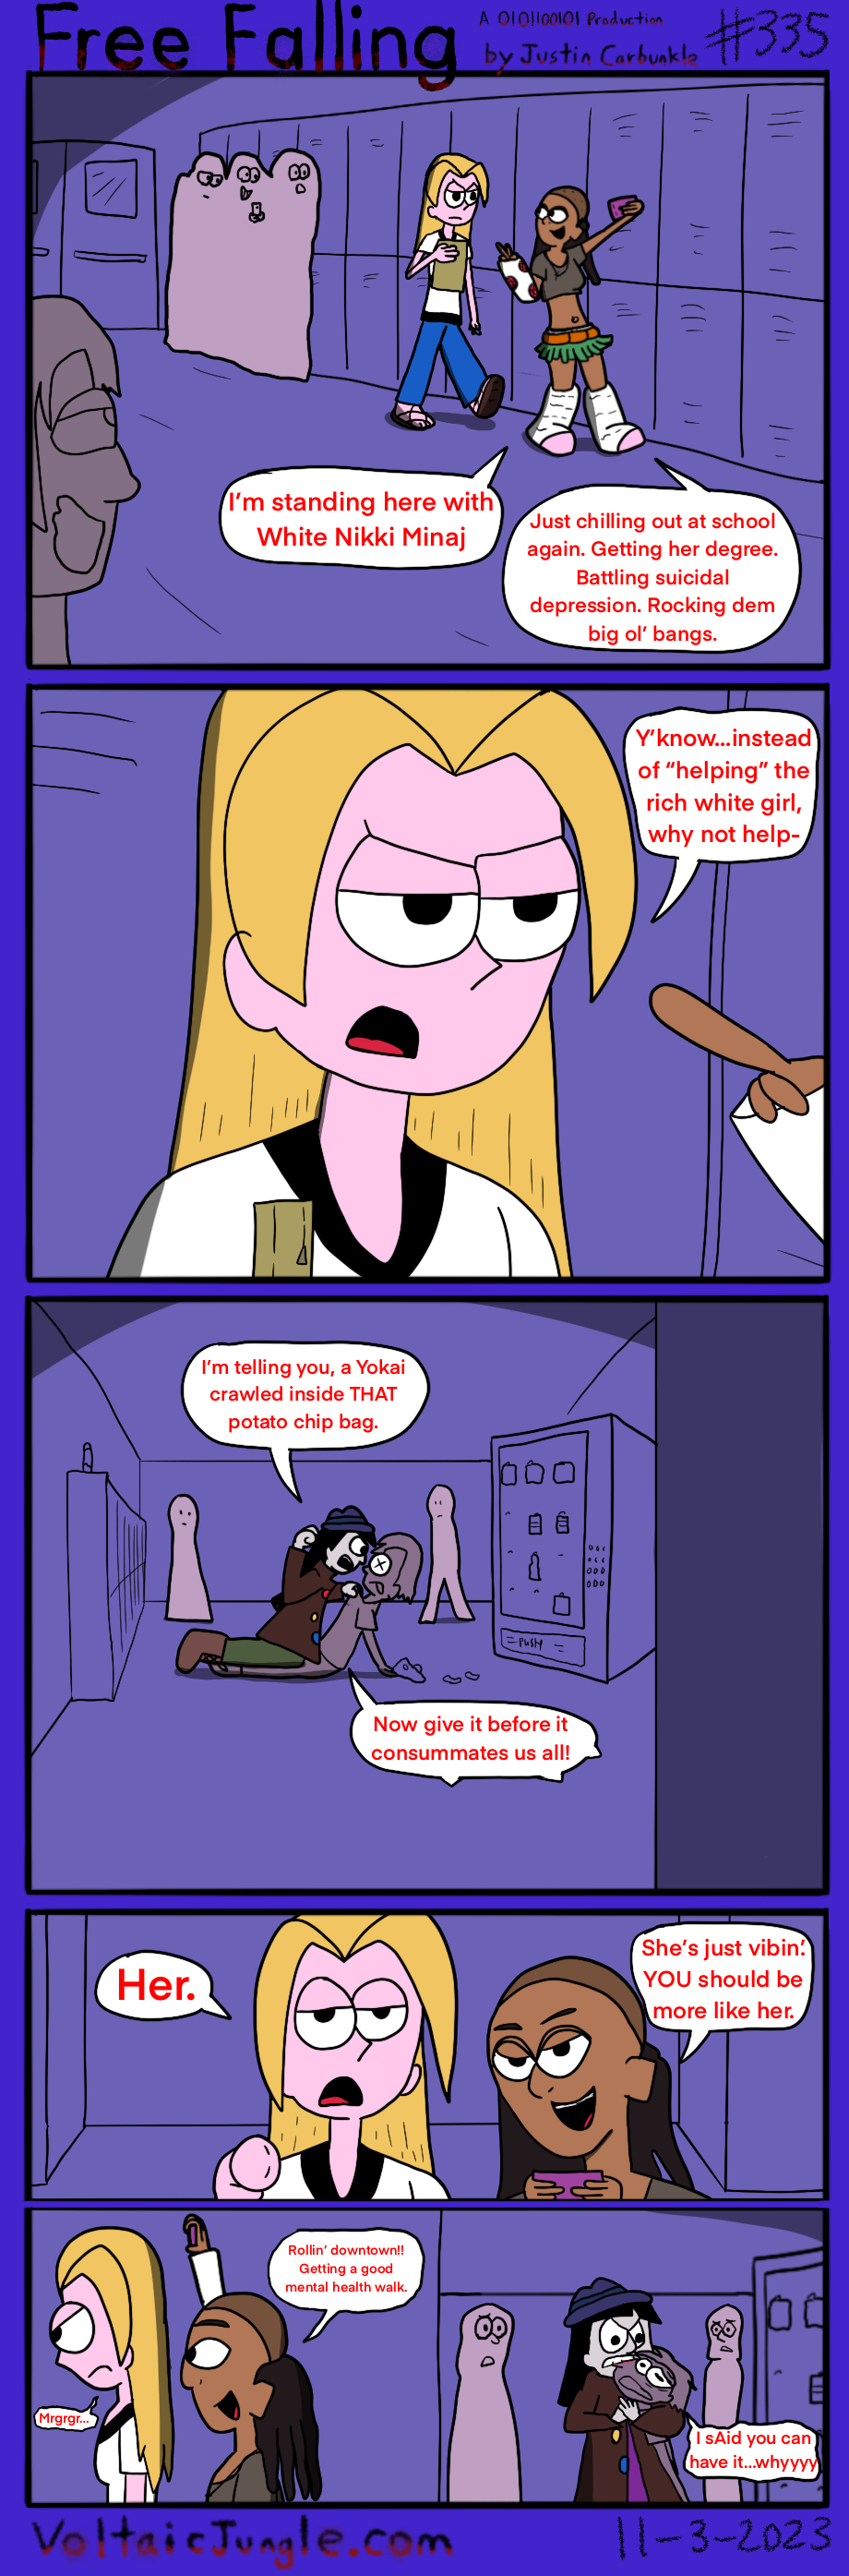 Free Falling
A 0101100101 Production
by Justin Carbunkle
#335
I'm standing here with
White Nikki Minaj
Just chilling out at school
again. Getting her degree.
Battling suicidal
depression. Rocking dem
big ol' bangs.
Y'know...instead
of "helping" the
rich white girl,
why not help-
I'm telling you, a Yokai
crawled inside THAT
potato chip bag.
PUSH
Now give it before it
consummates us all!
Her.
She's just vibin'.
YOU should be
more like her.
Rollin' downtown!!
Getting a good
mental health walk.
Mrgrgr...
I sAid you can
have it...whyyyy
VoltaicJungle.com
11-3-2023